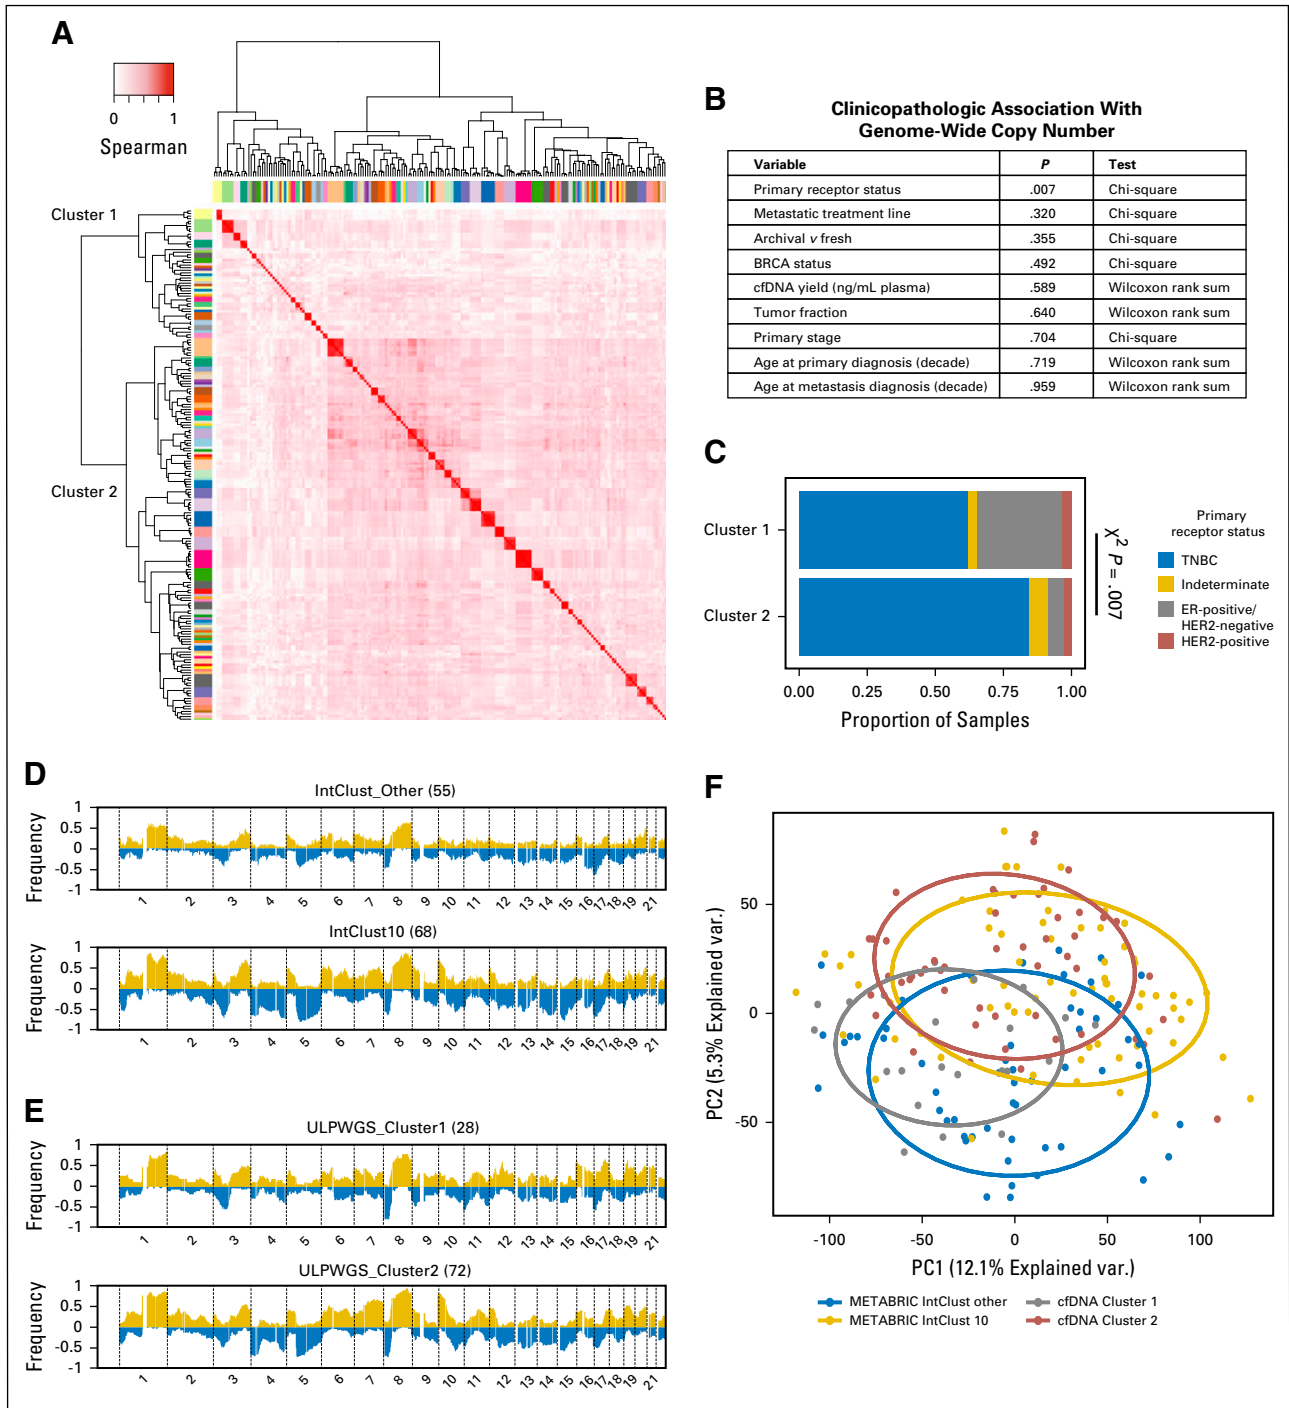 A
0 1
Spearman
Cluster 1
Cluster 2
B
Clinicopathologic Association With
Genome-Wide Copy Number
Variable P Test
Primary receptor status .007 Chi-square
Metastatic treatment line .320 Chi-square
Archival v fresh .355 Chi-square
BRCA status .492 Chi-square
cfDNA yield (ng/mL plasma) .589 Wilcoxon rank sum
Tumor fraction .640 Wilcoxon rank sum
Primary stage .704 Chi-square
Age at primary diagnosis (decade) .719 Wilcoxon rank sum
Age at metastasis diagnosis (decade) .959 Wilcoxon rank sum
C
Cluster 1
Cluster 2
0.00 0.25 0.50 0.75 1.00
Proportion of Samples
χ² P = .007
Primary
receptor status
TNBC
Indeterminate
ER-positive/
HER2-negative
HER2-positive
D
IntClust_Other (55)
Frequency
1
0.5
0
-0.5
-1
1 2 3 4 5 6 7 8 9 10 11 12 13 14 15 16 17 18 19 21
IntClust10 (68)
Frequency
1
0.5
0
-0.5
-1
1 2 3 4 5 6 7 8 9 10 11 12 13 14 15 16 17 18 19 21
E
ULPWGS_Cluster1 (28)
Frequency
1
0.5
0
-0.5
-1
1 2 3 4 5 6 7 8 9 10 11 12 13 14 15 16 17 18 19 21
ULPWGS_Cluster2 (72)
Frequency
1
0.5
0
-0.5
-1
1 2 3 4 5 6 7 8 9 10 11 12 13 14 15 16 17 18 19 21
F
PC2 (5.3% Explained var.)
50
0
-50
-100 -50 0 50 100
PC1 (12.1% Explained var.)
METABRIC IntClust other cfDNA Cluster 1
METABRIC IntClust 10 cfDNA Cluster 2